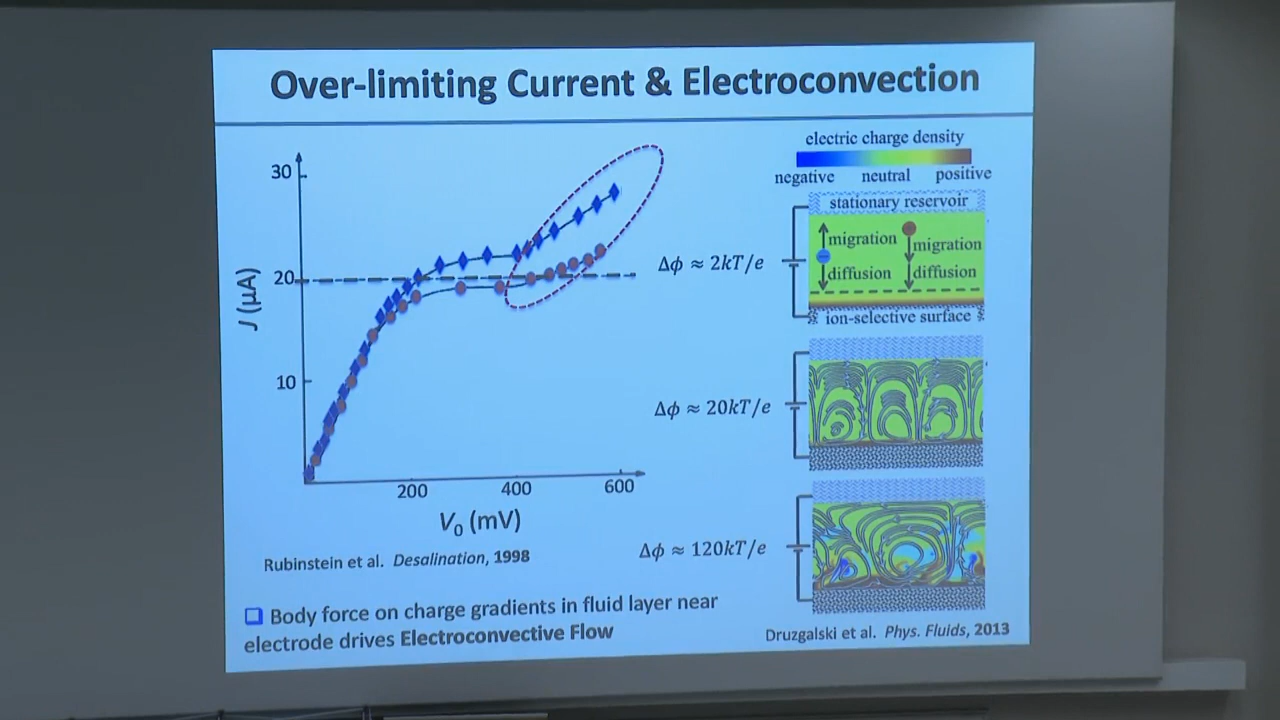 Over-limiting Current & Electroconvection
30
20
10
J (μA)
200 400 600
V₀ (mV)
Rubinstein et al. Desalination, 1998
electric charge density
negative neutral positive
stationary reservoir
migration migration
diffusion diffusion
ion-selective surface
Δϕ ≈ 2kT/e
Δϕ ≈ 20kT/e
Δϕ ≈ 120kT/e
Body force on charge gradients in fluid layer near
electrode drives Electroconvective Flow
Druzgalski et al. Phys. Fluids, 2013